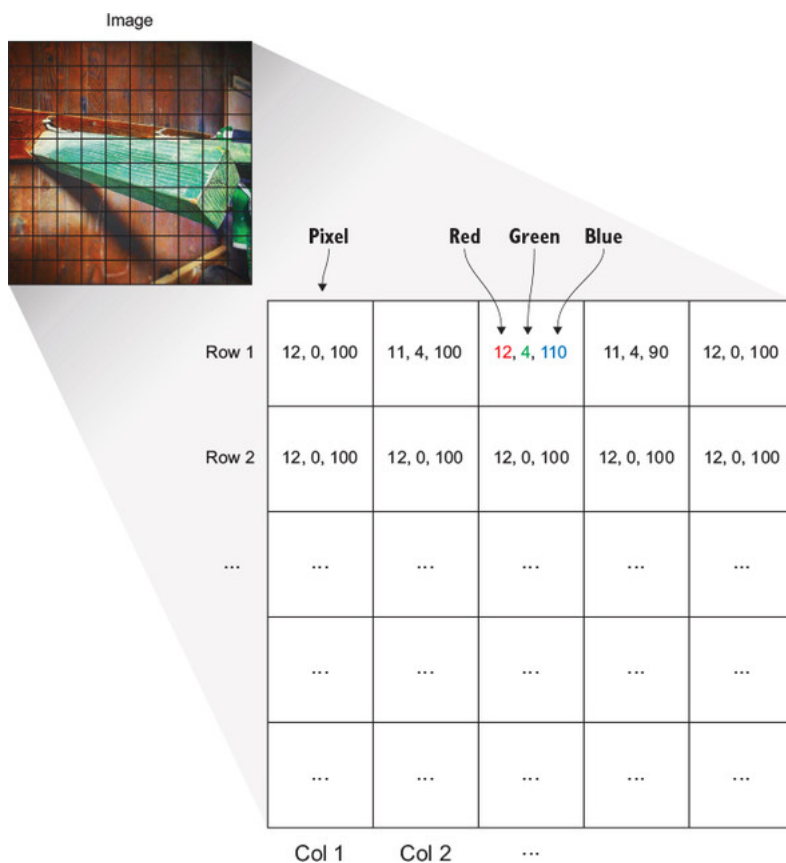 Image
Pixel Red Green Blue
Row 1 12, 0, 100 11, 4, 100 12, 4, 110 11, 4, 90 12, 0, 100
Row 2 12, 0, 100 12, 0, 100 12, 0, 100 12, 0, 100 12, 0, 100
... ... ... ... ... ...
... ... ... ... ...
... ... ... ... ...
Col 1 Col 2 ...